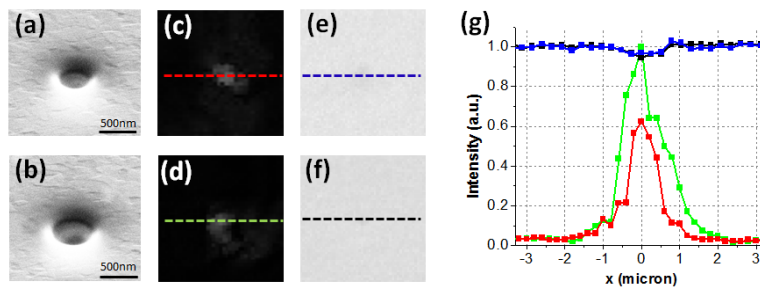 (a)
500nm
(b)
500nm
(c)
(d)
(e)
(f)
(g)
Intensity (a.u.)
1.0
0.8
0.6
0.4
0.2
0.0
-3 -2 -1 0 1 2 3
x (micron)